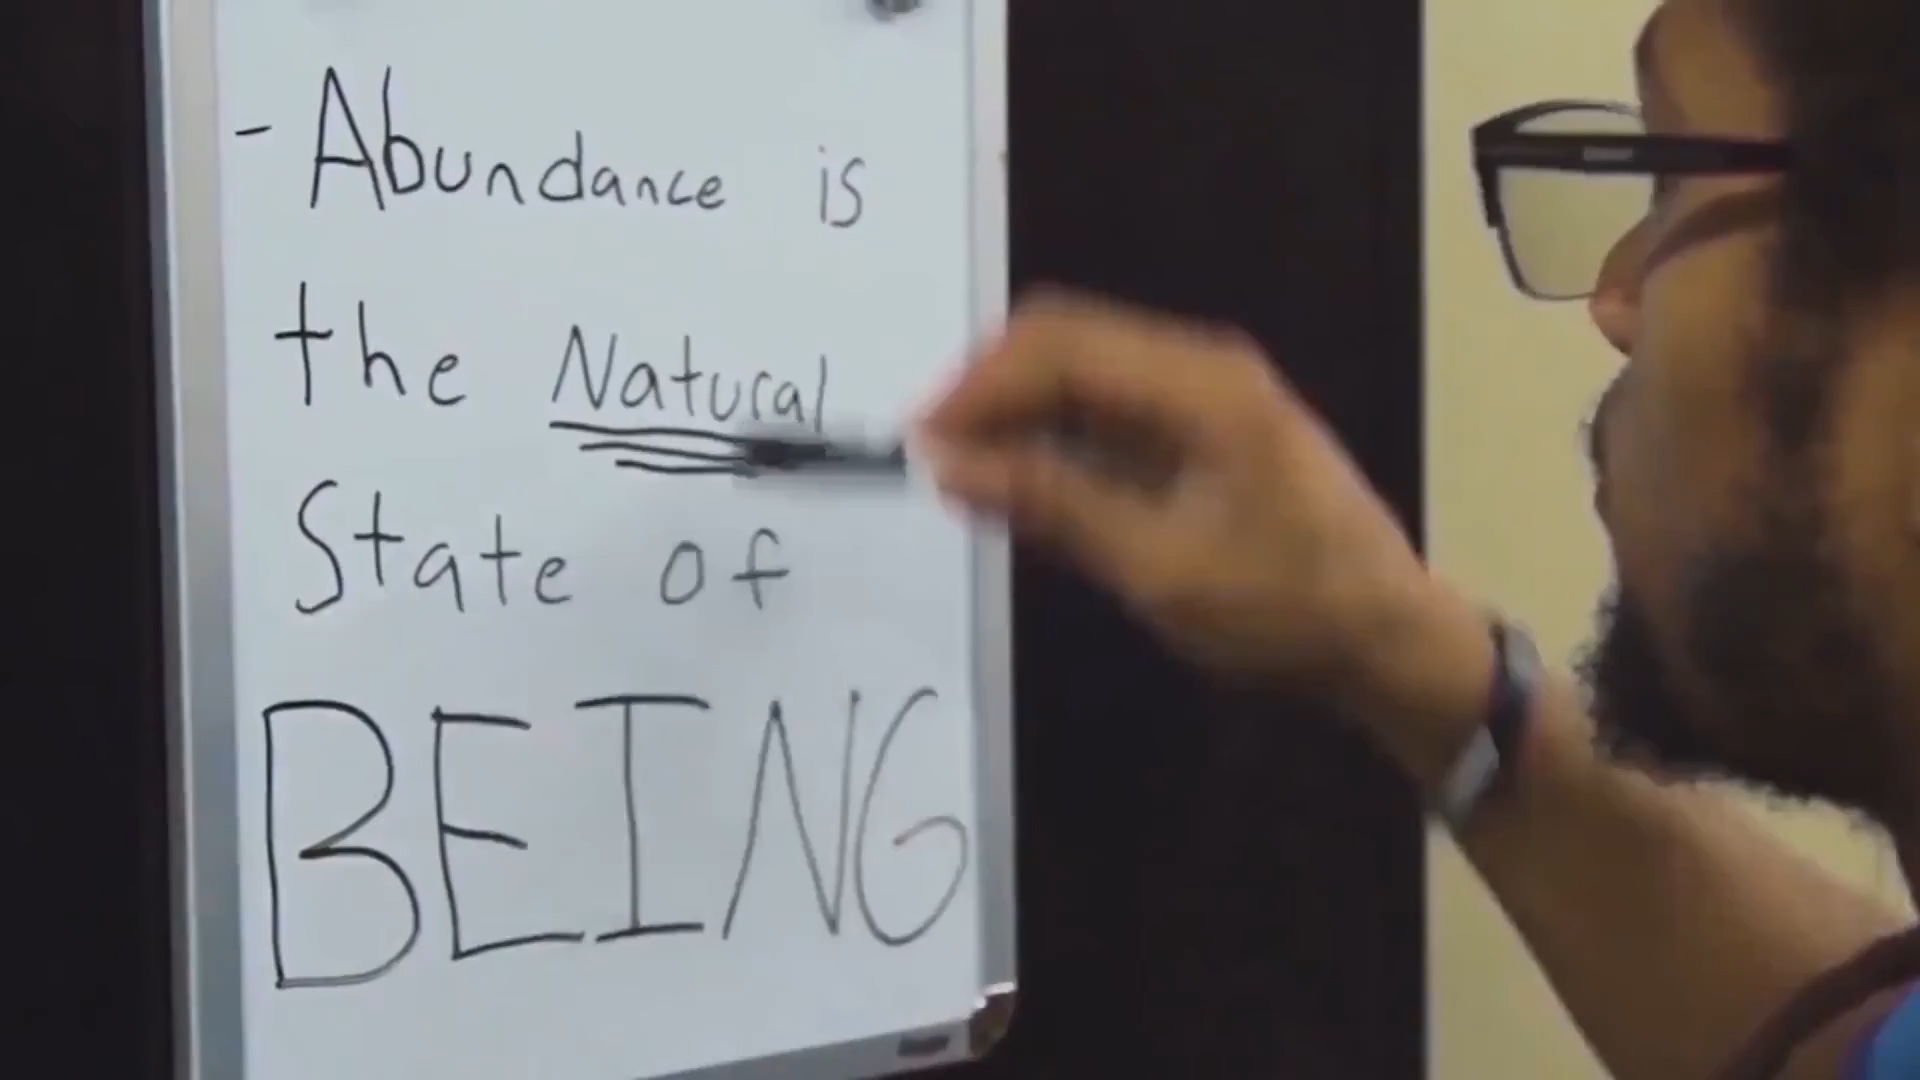 - Abundance is
the Natural
State of
BEING